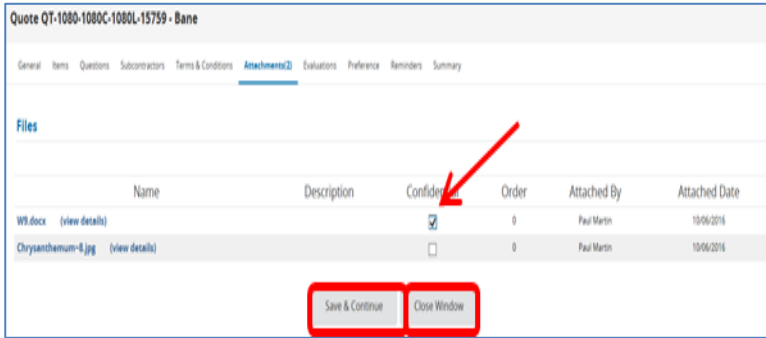 Quote QT-1080-1080C-1080L-15759 - Bane
General Items Questions Subcontractors Terms & Conditions Attachments(2) Evaluations Preference Reminders Summary
Files
Name Description Confidential Order Attached By Attached Date
W9.docx (view details) 0 Paul Martin 10/06/2016
Chrysanthemum~8.jpg (view details) 0 Paul Martin 10/06/2016
Save & Continue Close Window